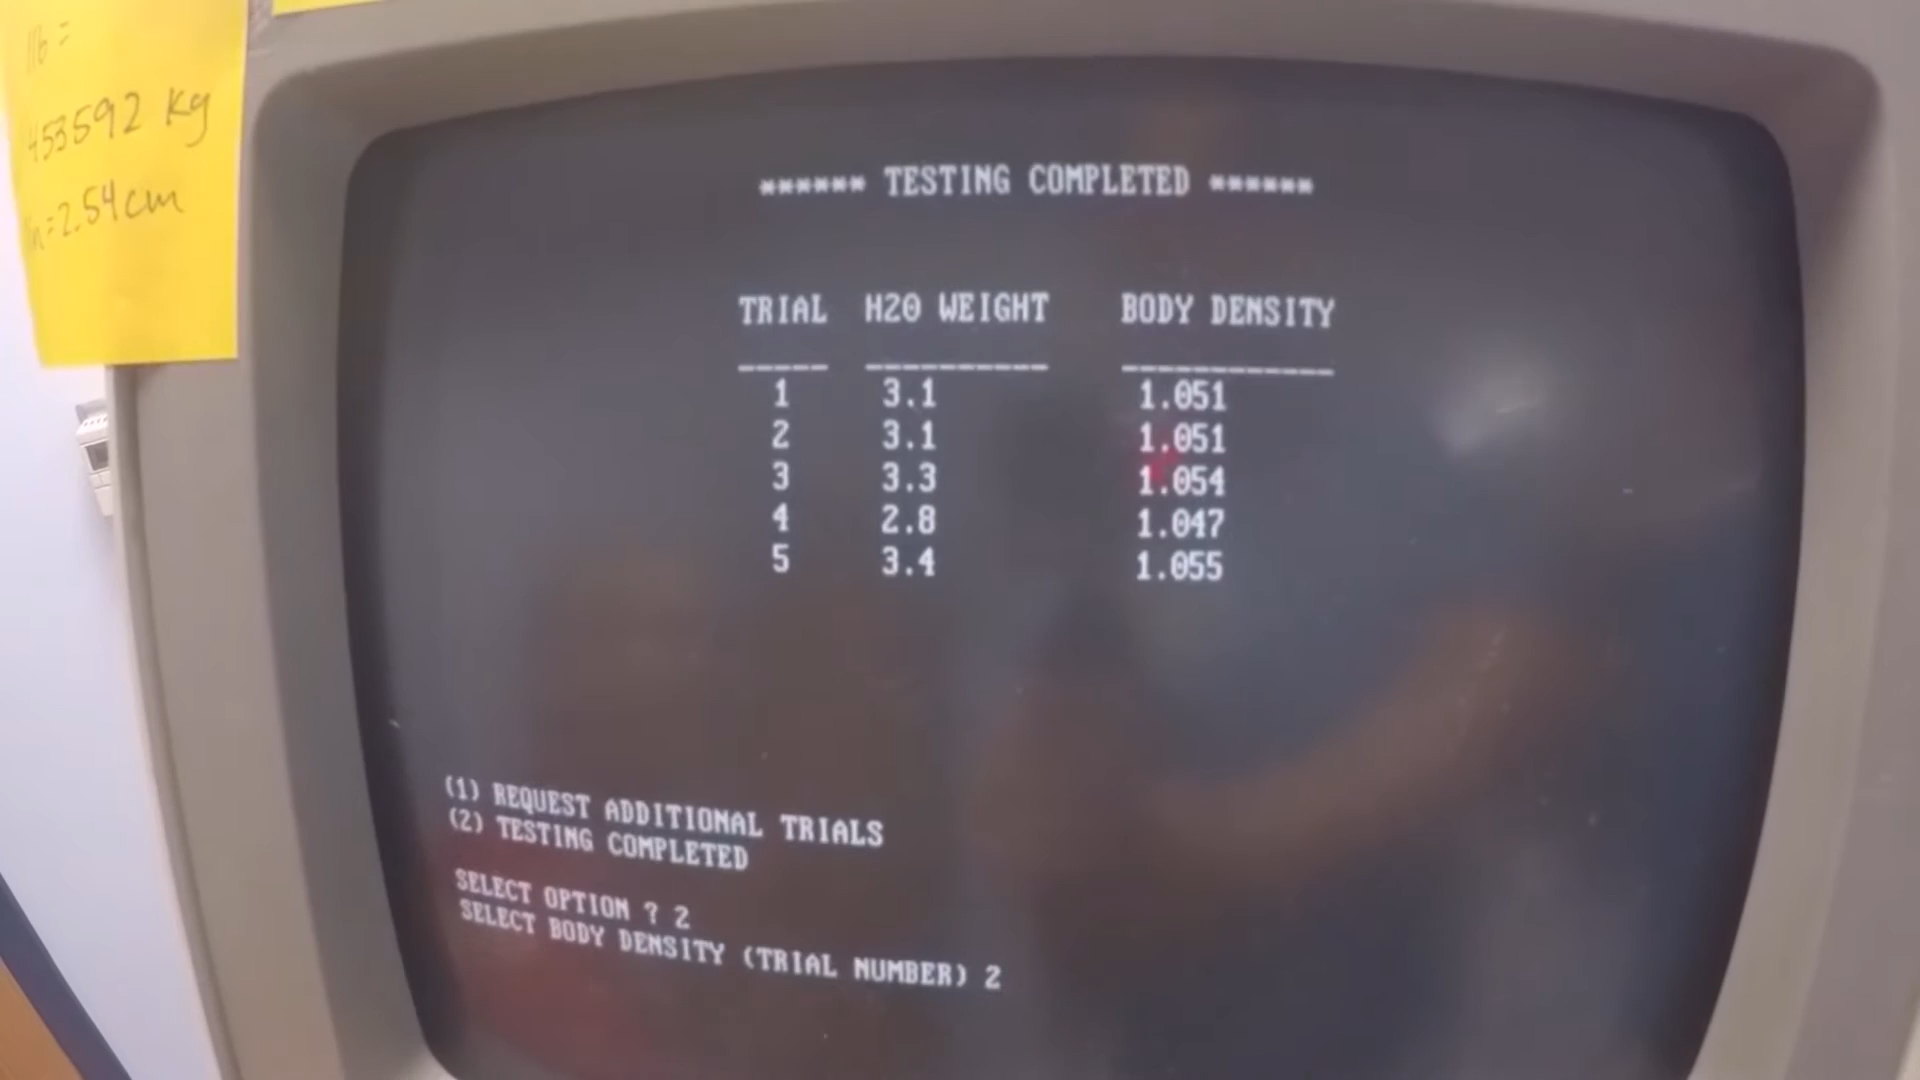 1lb =
.453592 kg
1in=2.54cm
****** TESTING COMPLETED ******
TRIAL H20 WEIGHT BODY DENSITY
1 3.1 1.051
2 3.1 1.051
3 3.3 1.054
4 2.8 1.047
5 3.4 1.055
(1) REQUEST ADDITIONAL TRIALS
(2) TESTING COMPLETED
SELECT OPTION ? 2
SELECT BODY DENSITY (TRIAL NUMBER) 2